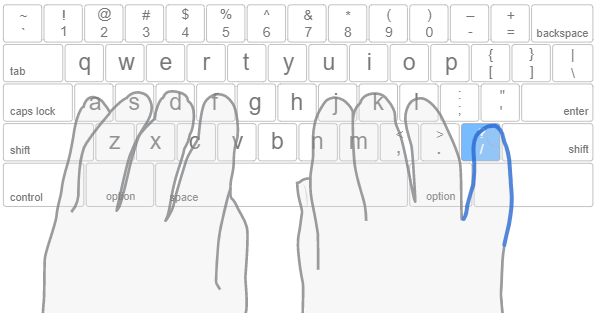 ~ ! @ # $ % ^ & * ( ) – +
` 1 2 3 4 5 6 7 8 9 0 - = backspace
tab q w e r t y u i o p { [ } ] | \
caps lock a s d f g h j k l : ; " ' enter
shift z x c v b n m < , > . ? / shift
control option space option